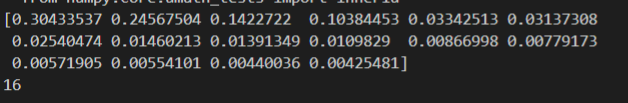 from numpy.core.umath_tests import inner1d
[0.30433537 0.24567504 0.1422722  0.10384453 0.03342513 0.03137308
 0.02540474 0.01460213 0.01391349 0.0109829  0.00866998 0.00779173
 0.00571905 0.00554101 0.00440036 0.00425481]
16